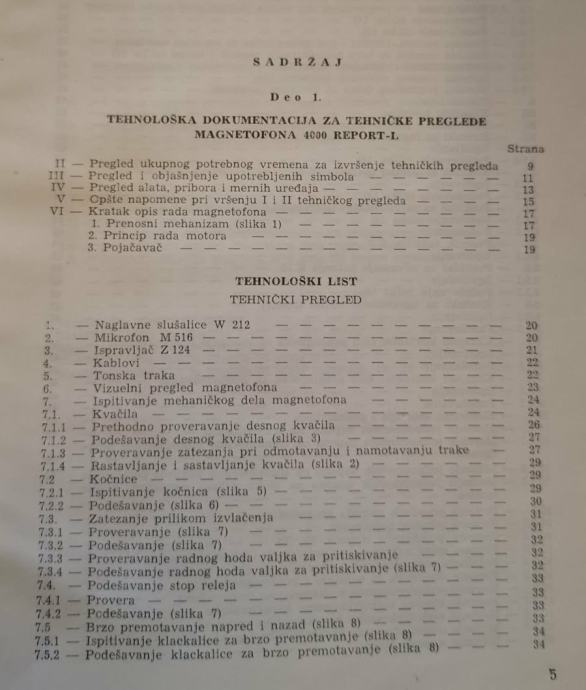 SADRŽAJ
Deo 1.
TEHNOLOŠKA DOKUMENTACIJA ZA TEHNIČKE PREGLEDE
MAGNETOFONA 4000 REPORT-L
Strana
II — Pregled ukupnog potrebnog vremena za izvršenje tehničkih pregleda 9
III — Pregled i objašnjenje upotrebljenih simbola — — — — — — 11
IV — Pregled alata, pribora i mernih uređaja — — — — — — — 13
V — Opšte napomene pri vršenju I i II tehničkog pregleda — — — — 15
VI — Kratak opis rada magnetofona — — — — — — — — — 17
1. Prenosni mehanizam (slika 1) — — — — — — — — 17
2. Princip rada motora — — — — — — — — — — 19
3. Pojačavač — — — — — — — — — — — — 19
TEHNOLOŠKI LIST
TEHNIČKI PREGLED
1. — Naglavne slušalice W 212 — — — — — — — — — 20
2. — Mikrofon M 516 — — — — — — — — — — — 20
3. — Ispravljač Z 124 — — — — — — — — — — — 21
4. — Kablovi — — — — — — — — — — — — — 22
5. — Tonska traka — — — — — — — — — — — — 22
6. — Vizuelni pregled magnetofona — — — — — — — — 23
7. — Ispitivanje mehaničkog dela magnetofona — — — — — — 24
7.1. — Kvačila — — — — — — — — — — — — — 24
7.1.1 — Prethodno proveravanje desnog kvačila — — — — — — 26
7.1.2 — Podešavanje desnog kvačila (slika 3) — — — — — — — 27
7.1.3 — Proveravanje zatezanja pri odmotavanju i namotavanju trake — — 27
7.1.4 — Rastavljanje i sastavljanje kvačila (slika 2) — — — — — — 29
7.2 — Kočnice — — — — — — — — — — — — — 29
7.2.1 — Ispitivanje kočnica (slika 5) — — — — — — — — — 29
7.2.2 — Podešavanje (slika 6) — — — — — — — — — — 30
7.3. — Zatezanje prilikom izvlačenja — — — — — — — — 31
7.3.1 — Proveravanje (slika 7) — — — — — — — — — — 31
7.3.2 — Podešavanje (slika 7) — — — — — — — — — — 32
7.3.3 — Proveravanje radnog hoda valjka za pritiskivanje — — — — 32
7.3.4 — Podešavanje radnog hoda valjka za pritiskivanje (slika 7) — — — 32
7.4. — Podešavanje stop releja — — — — — — — — — 33
7.4.1 — Provera — — — — — — — — — — — — — 33
7.4.2 — Podešavanje (slika 7) — — — — — — — — — — 33
7.5 — Brzo premotavanje napred i nazad (slika 8) — — — — — 33
7.5.1 — Ispitivanje klackalice za brzo premotavanje (slika 8) — — — — 34
7.5.2 — Podešavanje klackalice za brzo premotavanje (slika 8) — — — — 34
5